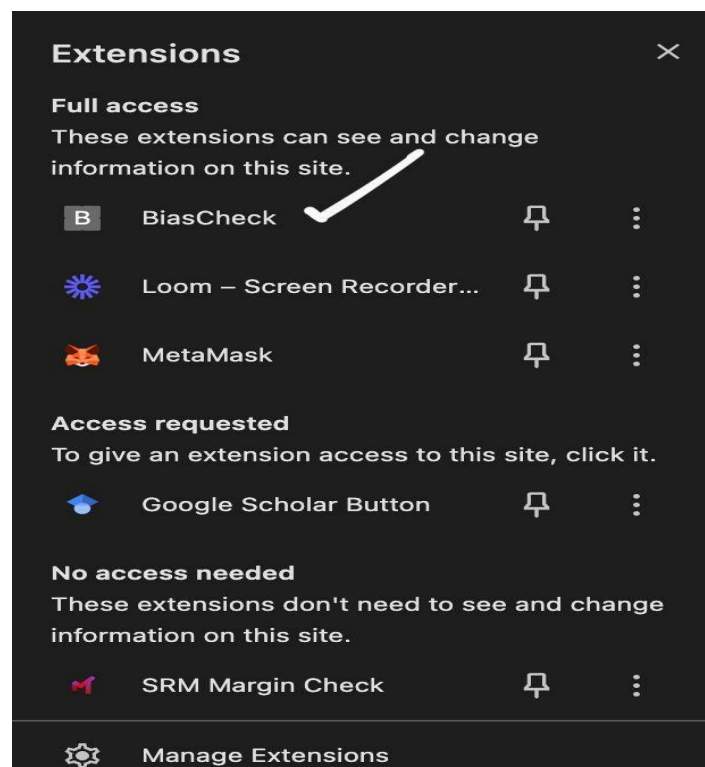 Extensions
Full access
These extensions can see and change
information on this site.
B BiasCheck
Loom – Screen Recorder...
MetaMask
Access requested
To give an extension access to this site, click it.
Google Scholar Button
No access needed
These extensions don't need to see and change
information on this site.
SRM Margin Check
Manage Extensions